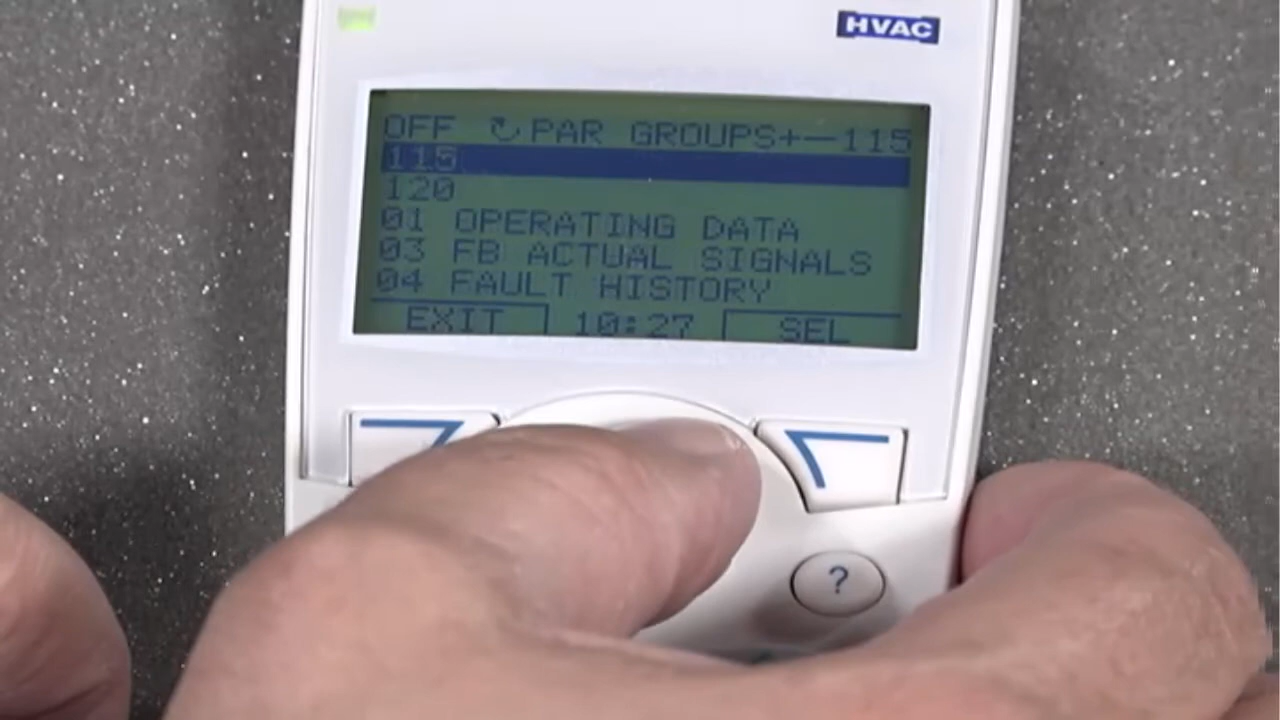 HVAC
OFF ↻ PAR GROUPS+—115
115
120
01 OPERATING DATA
03 FB ACTUAL SIGNALS
04 FAULT HISTORY
EXIT 10:27 SEL
?